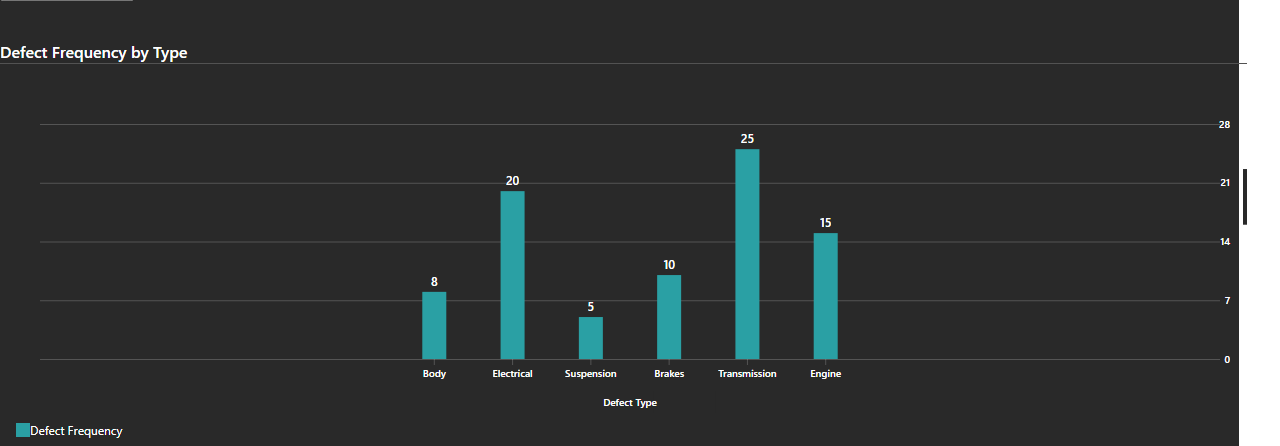 Defect Frequency by Type
28
25
21
20
15
14
10
8
7
5
0
Body Electrical Suspension Brakes Transmission Engine
Defect Type
Defect Frequency